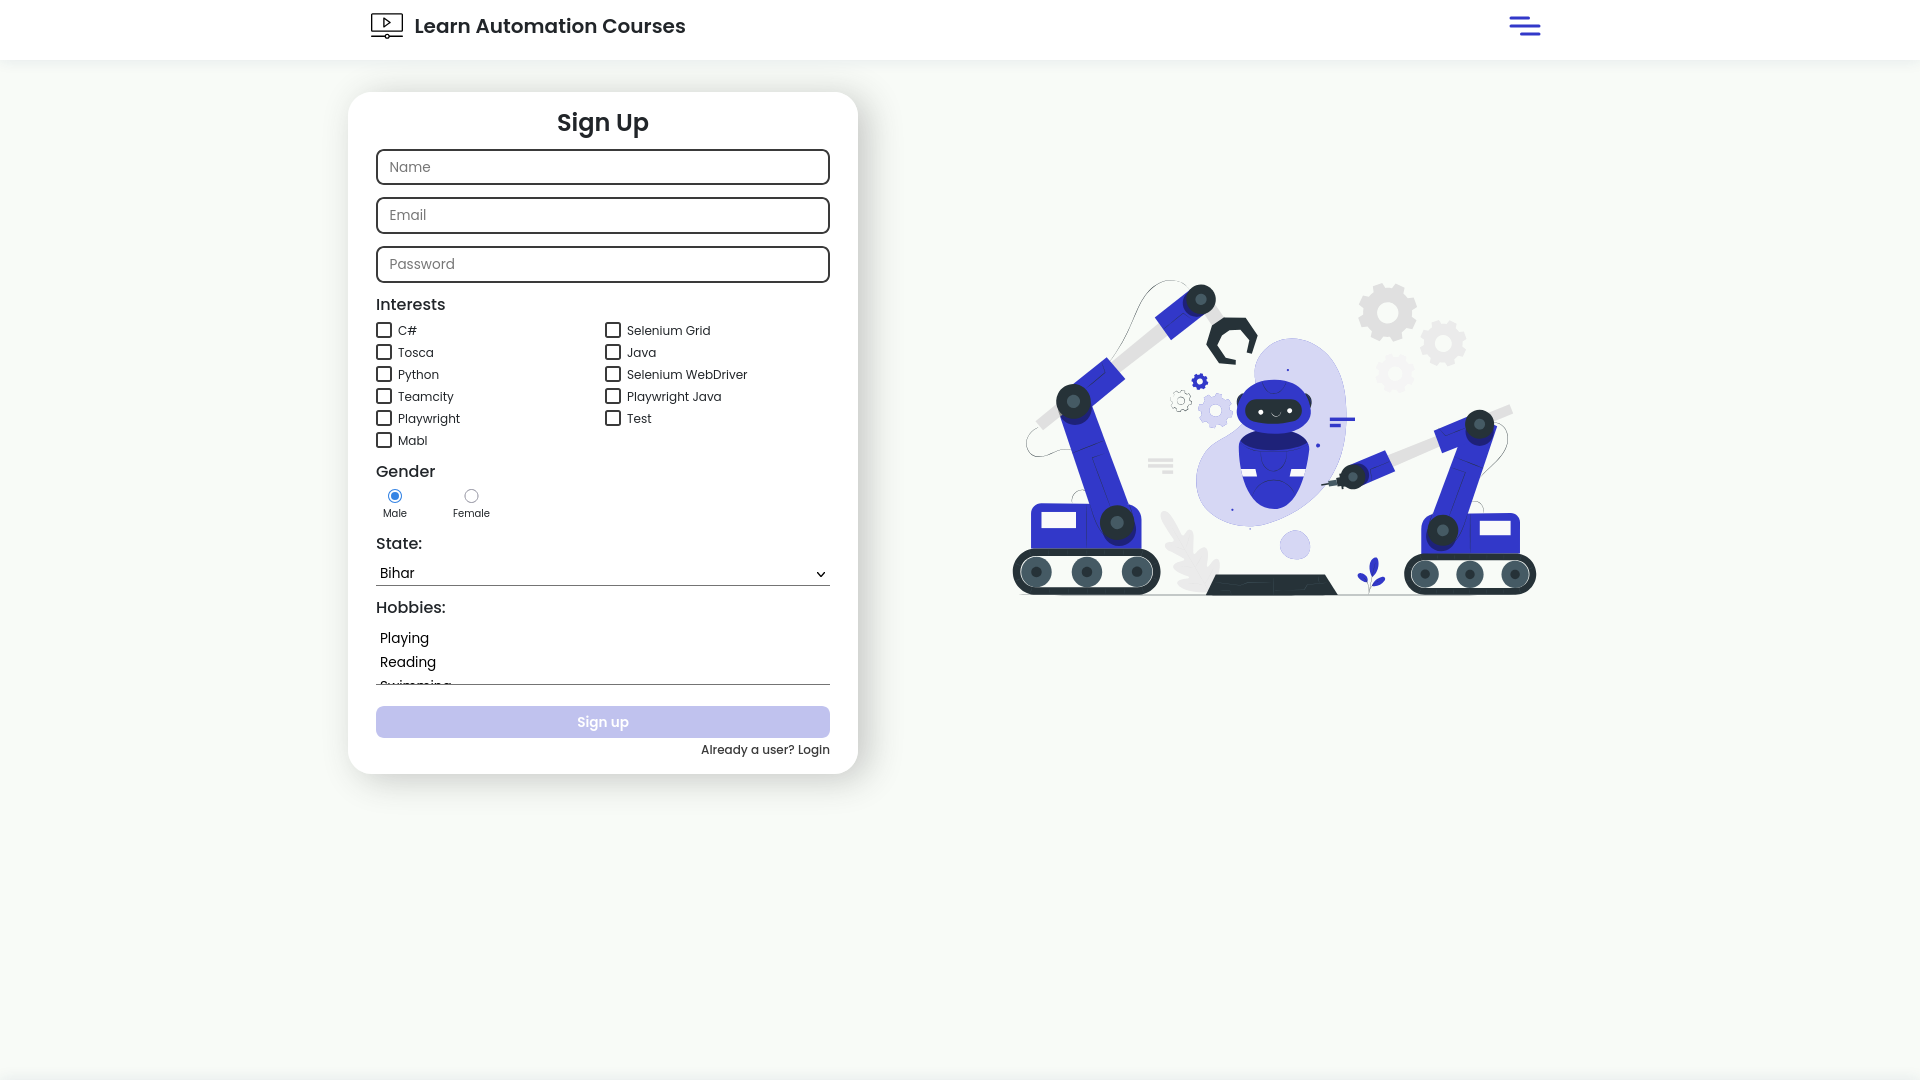 Learn Automation Courses
Sign Up
Name
Email
Password
Interests
C#
Selenium Grid
Tosca
Java
Python
Selenium WebDriver
Teamcity
Playwright Java
Playwright
Test
Mabl
Gender
Male
Female
State:
Bihar
Hobbies:
Playing
Reading
Swimming
Sign up
Already a user? Login